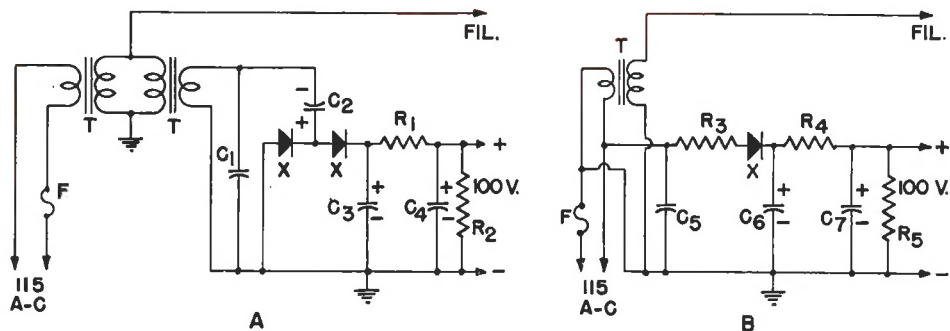 FIL.
T
T
C1
C2
-
+
X
X
R1
C3
+
-
C4
+
-
+
100 V.
R2
-
F
115
A-C
A
FIL.
T
R3
X
R4
C5
C6
+
-
C7
+
-
+
100 V.
R5
-
F
115
A-C
B